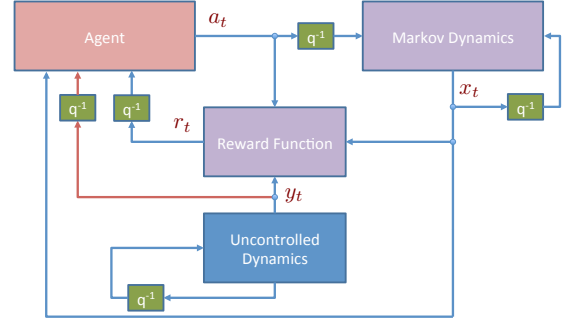 Agent
a_t
q⁻¹
Markov Dynamics
x_t
q⁻¹
q⁻¹
q⁻¹
r_t
Reward Function
y_t
Uncontrolled
Dynamics
q⁻¹